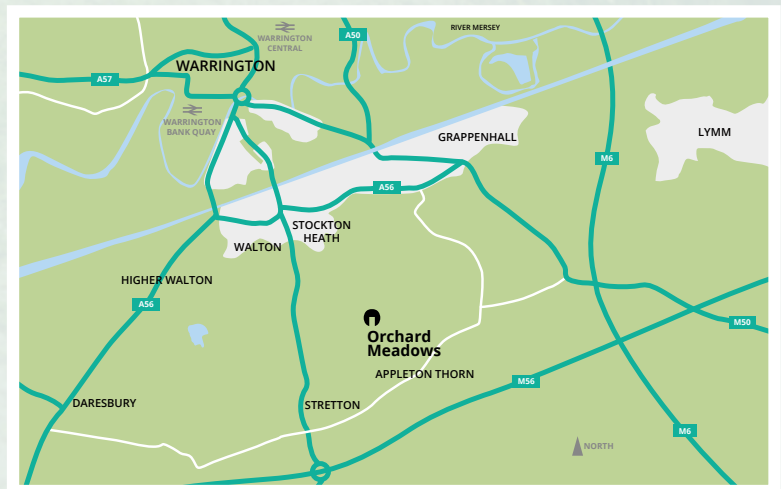 RIVER MERSEY
A50
WARRINGTON
CENTRAL
WARRINGTON
A57
WARRINGTON
BANK QUAY
GRAPPENHALL
LYMM
M6
A56
STOCKTON
HEATH
WALTON
HIGHER WALTON
A56
Orchard
Meadows
M50
APPLETON THORN
M56
DARESBURY
STRETTON
M6
NORTH